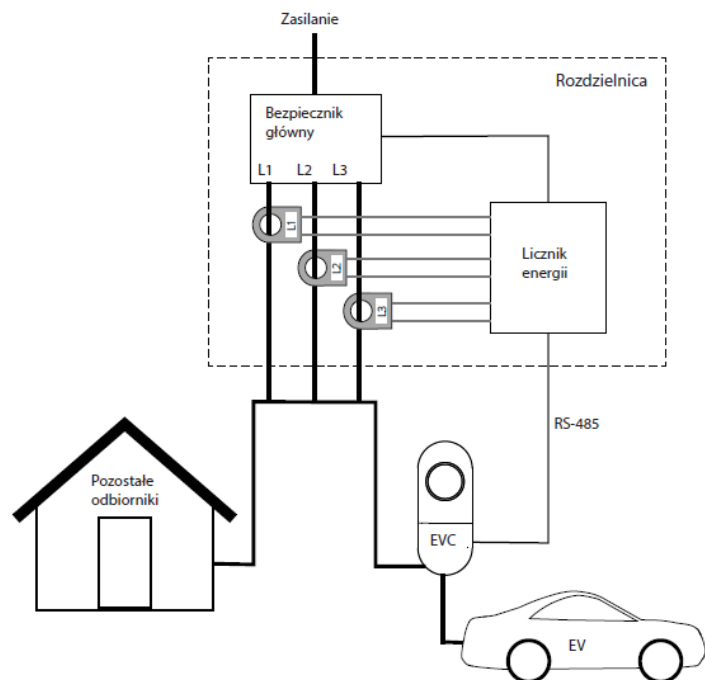 Zasilanie
Rozdzielnica
Bezpiecznik
główny
L1 L2 L3
L1
L2
L3
Licznik
energii
RS-485
Pozostałe
odbiorniki
EVC
EV